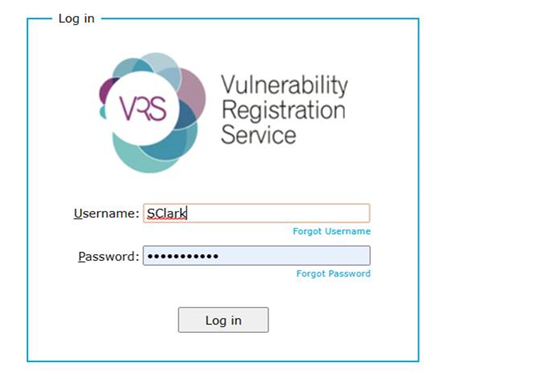 Log in
VRS
Vulnerability
Registration
Service
Username: SClark
Forgot Username
Password: •••••••••••
Forgot Password
Log in